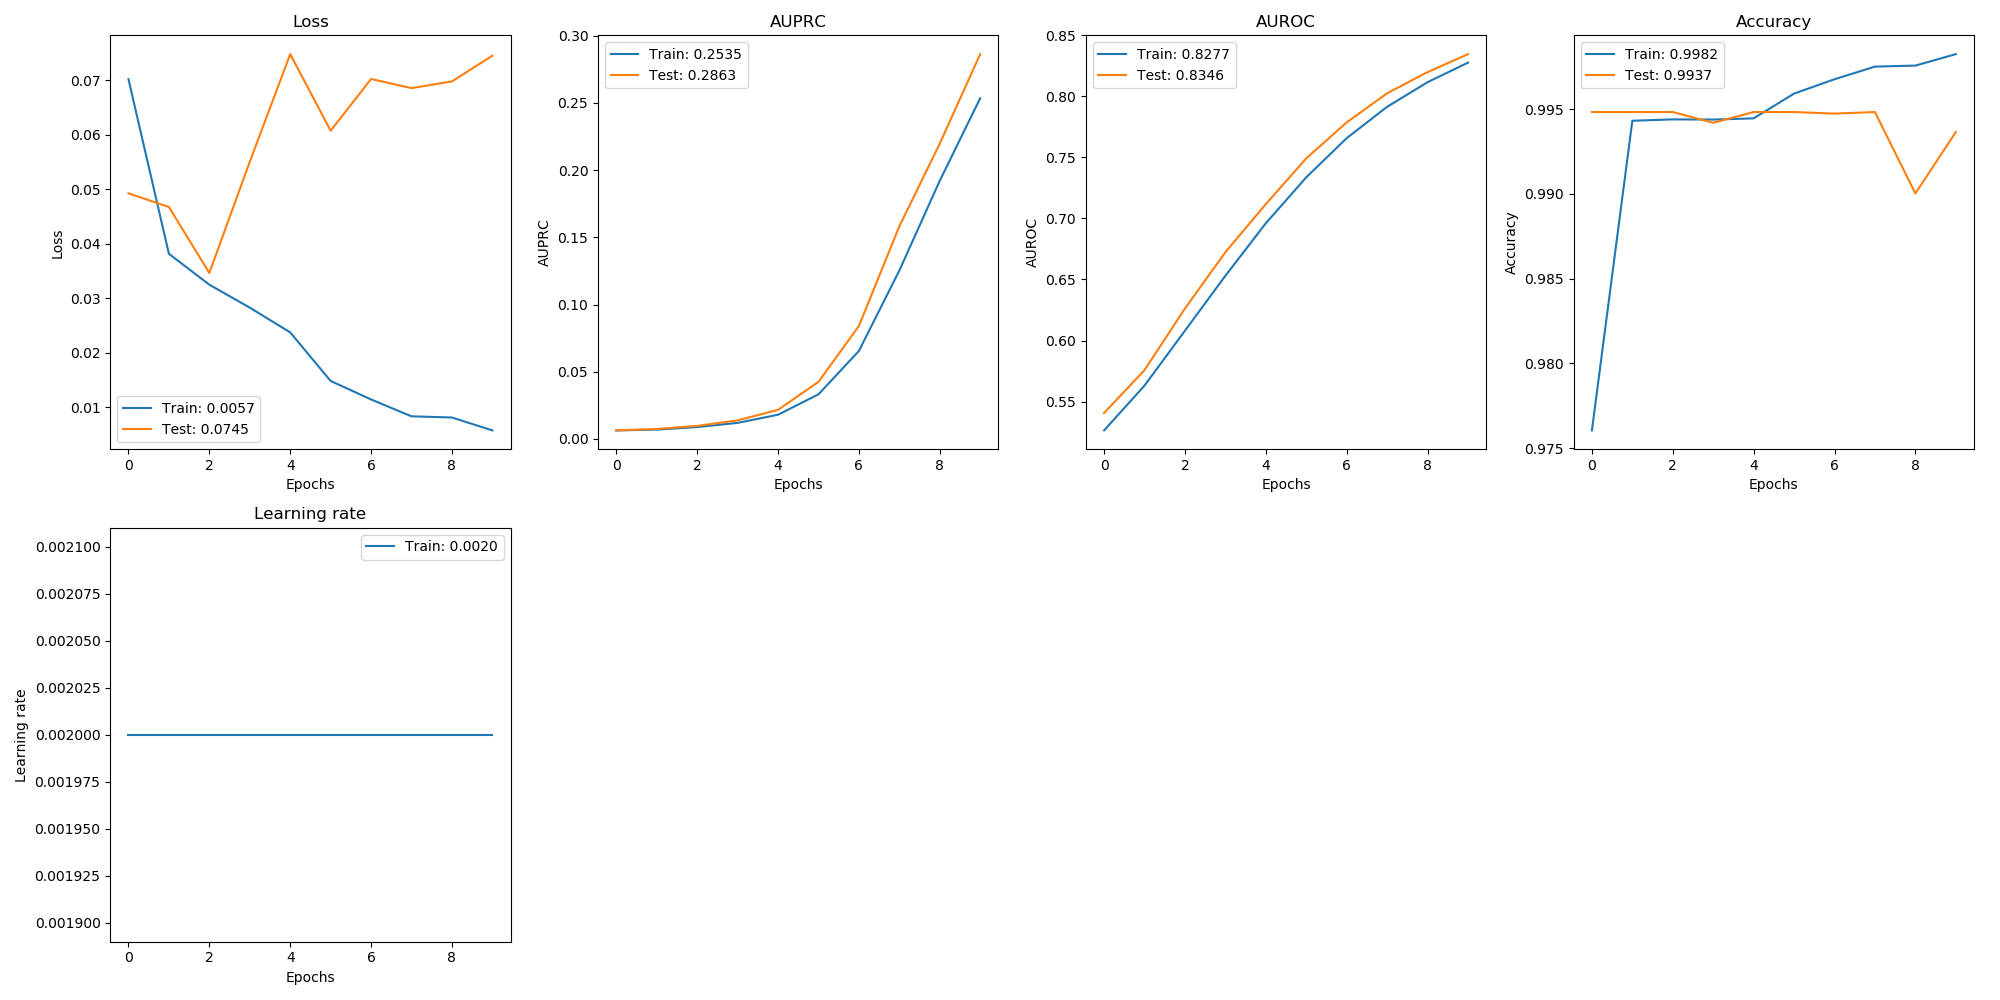 Loss
Loss
0.07
0.06
0.05
0.04
0.03
0.02
0.01
Train: 0.0057
Test: 0.0745
0 2 4 6 8
Epochs
AUPRC
AUPRC
0.30
0.25
0.20
0.15
0.10
0.05
0.00
Train: 0.2535
Test: 0.2863
0 2 4 6 8
Epochs
AUROC
AUROC
0.85
0.80
0.75
0.70
0.65
0.60
0.55
Train: 0.8277
Test: 0.8346
0 2 4 6 8
Epochs
Accuracy
Accuracy
0.995
0.990
0.985
0.980
0.975
Train: 0.9982
Test: 0.9937
0 2 4 6 8
Epochs
Learning rate
Learning rate
0.002100
0.002075
0.002050
0.002025
0.002000
0.001975
0.001950
0.001925
0.001900
Train: 0.0020
0 2 4 6 8
Epochs